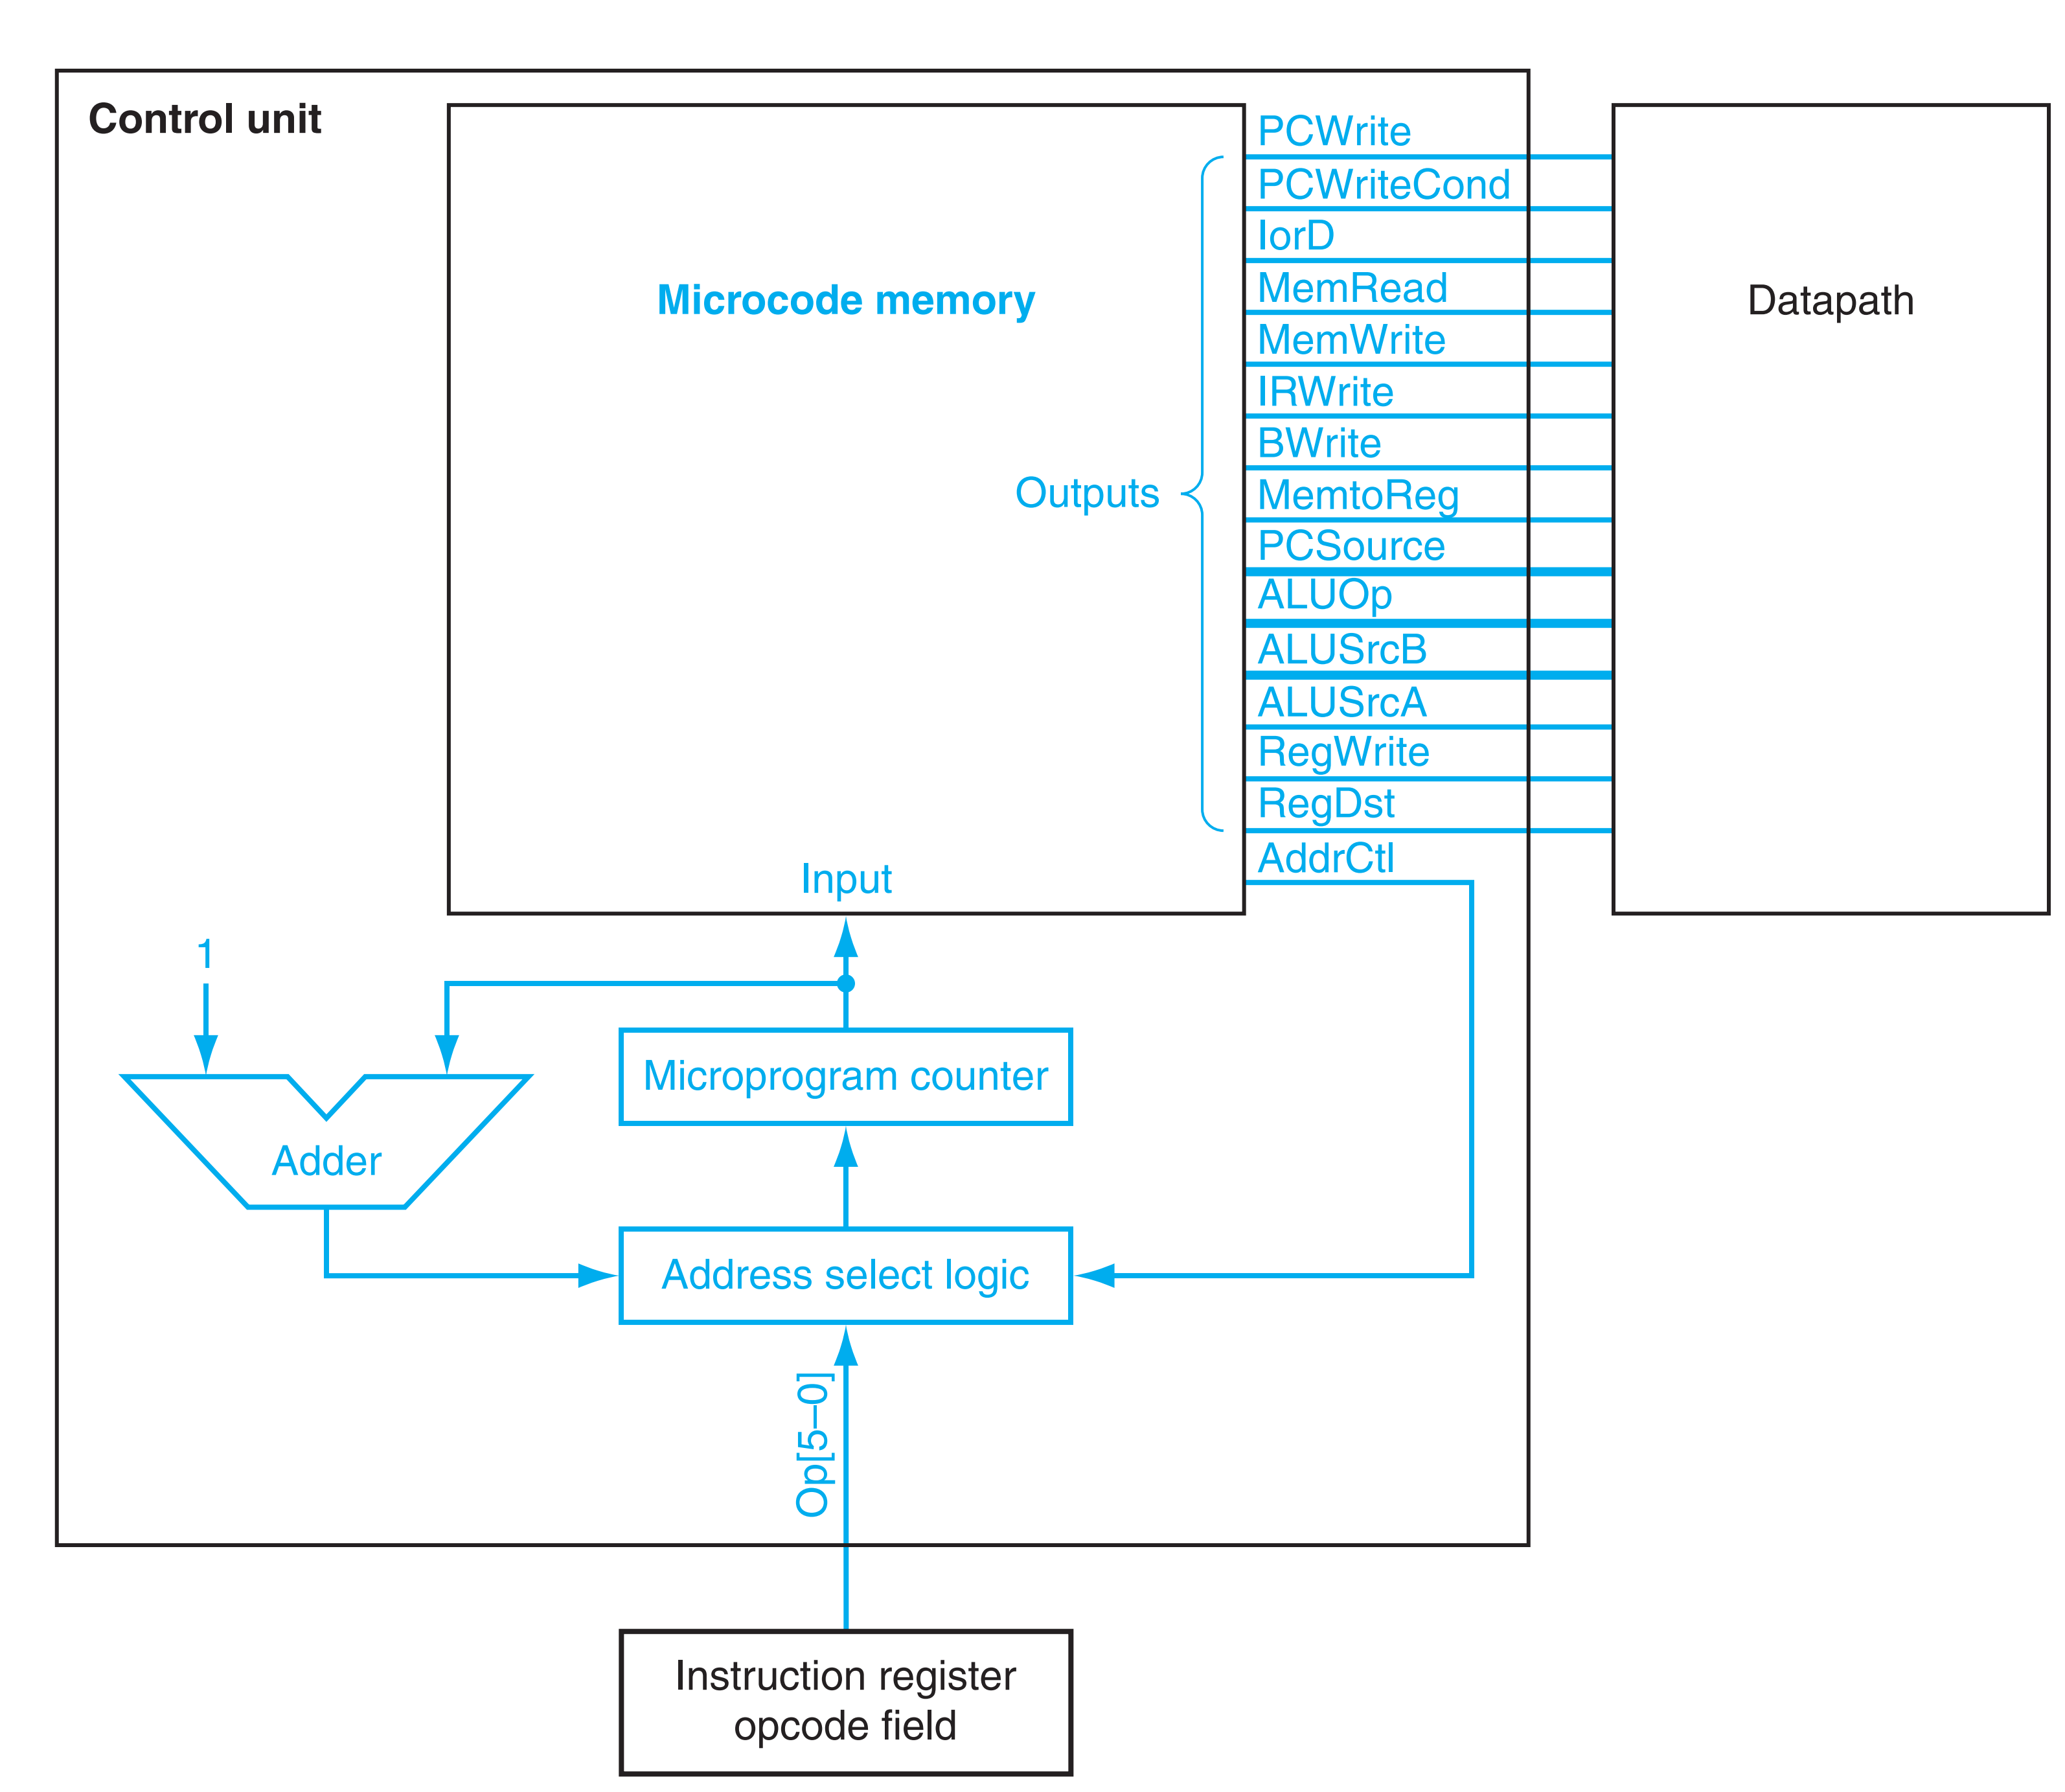 Control unit
PCWrite
PCWriteCond
IorD
MemRead
Microcode memory
Datapath
MemWrite
IRWrite
BWrite
Outputs
MemtoReg
PCSource
ALUOp
ALUSrcB
ALUSrcA
RegWrite
RegDst
AddrCtl
Input
1
Microprogram counter
Adder
Address select logic
Op[5–0]
Instruction register
opcode field